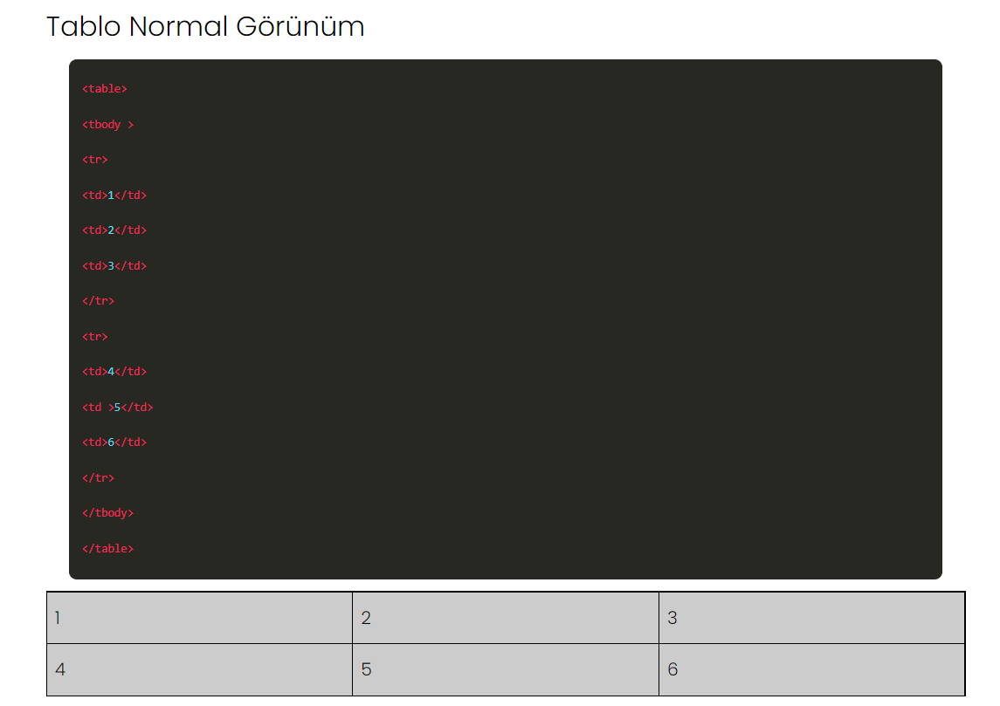 Tablo Normal Görünüm
<table>
<tbody >
<tr>
<td>1</td>
<td>2</td>
<td>3</td>
</tr>
<tr>
<td>4</td>
<td >5</td>
<td>6</td>
</tr>
</tbody>
</table>
1 2 3
4 5 6